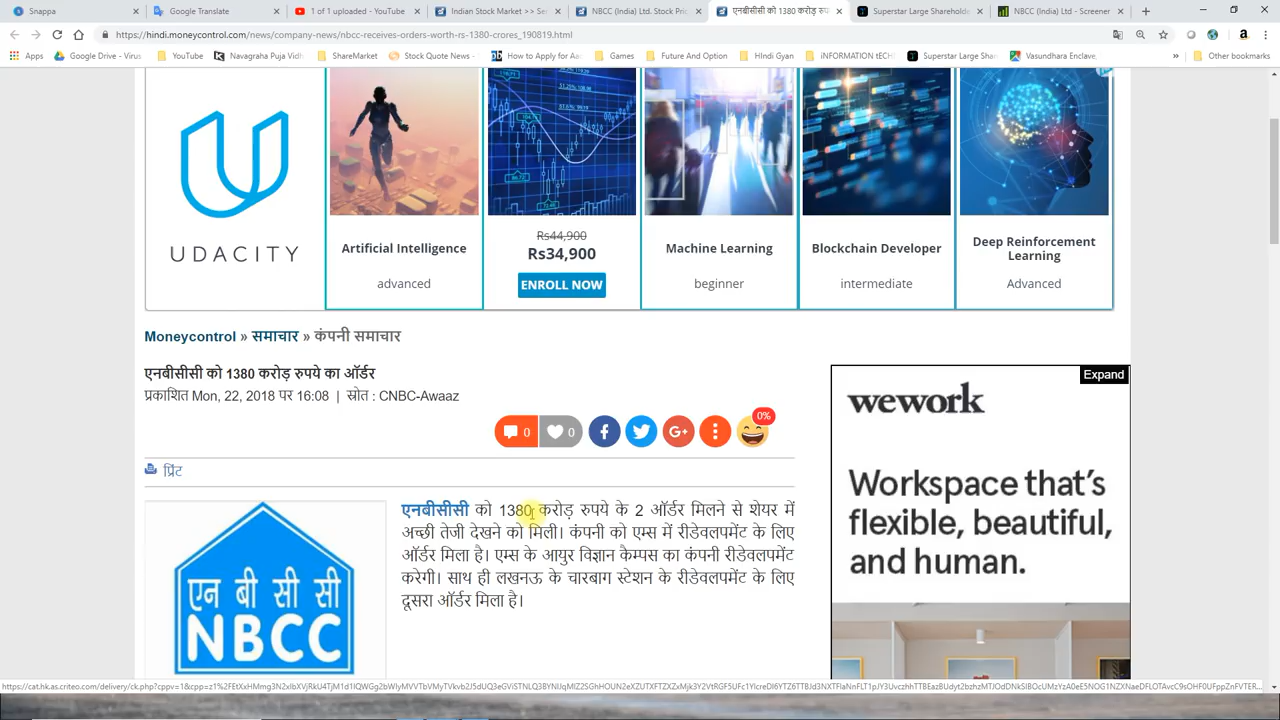 Snappa
Google Translate
1 of 1 uploaded - YouTube
Indian Stock Market >> Se
NBCC (India) Ltd. Stock Pric
एनबीसीसी को 1380 करोड़ रुप
Superstar Large Sharehold
NBCC (India) Ltd - Screener
https://hindi.moneycontrol.com/news/company-news/nbcc-receives-orders-worth-rs-1380-crores_190819.html
Apps
Google Drive - Virus
YouTube
Navagraha Puja Vidh
ShareMarket
Stock Quote News -
How to Apply for Aa
Games
Future And Option
HIndi Gyan
iNFORMATION tECH
Superstar Large Shar
Vasundhara Enclave,
»
Other bookmarks
UDACITY
Artificial Intelligence
advanced
Rs44,900
Rs34,900
ENROLL NOW
Machine Learning
beginner
Blockchain Developer
intermediate
Deep Reinforcement
Learning
Advanced
Moneycontrol » समाचार » कंपनी समाचार
एनबीसीसी को 1380 करोड़ रुपये का ऑर्डर
प्रकाशित Mon, 22, 2018 पर 16:08 | स्रोत : CNBC-Awaaz
0
0
G+
0%
प्रिंट
एनबीसीसी को 1380 करोड़ रुपये के 2 ऑर्डर मिलने से शेयर में
अच्छी तेजी देखने को मिली। कंपनी को एम्स में रीडेवलपमेंट के लिए
ऑर्डर मिला है। एम्स के आयुर विज्ञान कैम्पस का कंपनी रीडेवलपमेंट
करेगी। साथ ही लखनऊ के चारबाग स्टेशन के रीडेवलपमेंट के लिए
दूसरा ऑर्डर मिला है।
एन बी सी सी
NBCC
Expand
wework
Workspace that's
flexible, beautiful,
and human.